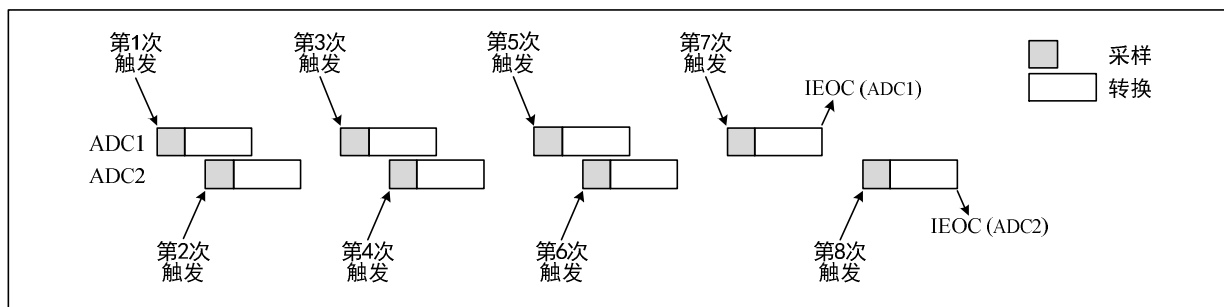 第1次
触发
第3次
触发
第5次
触发
第7次
触发
IEOC (ADC1)
采样
转换
ADC1
ADC2
第2次
触发
第4次
触发
第6次
触发
第8次
触发
IEOC (ADC2)